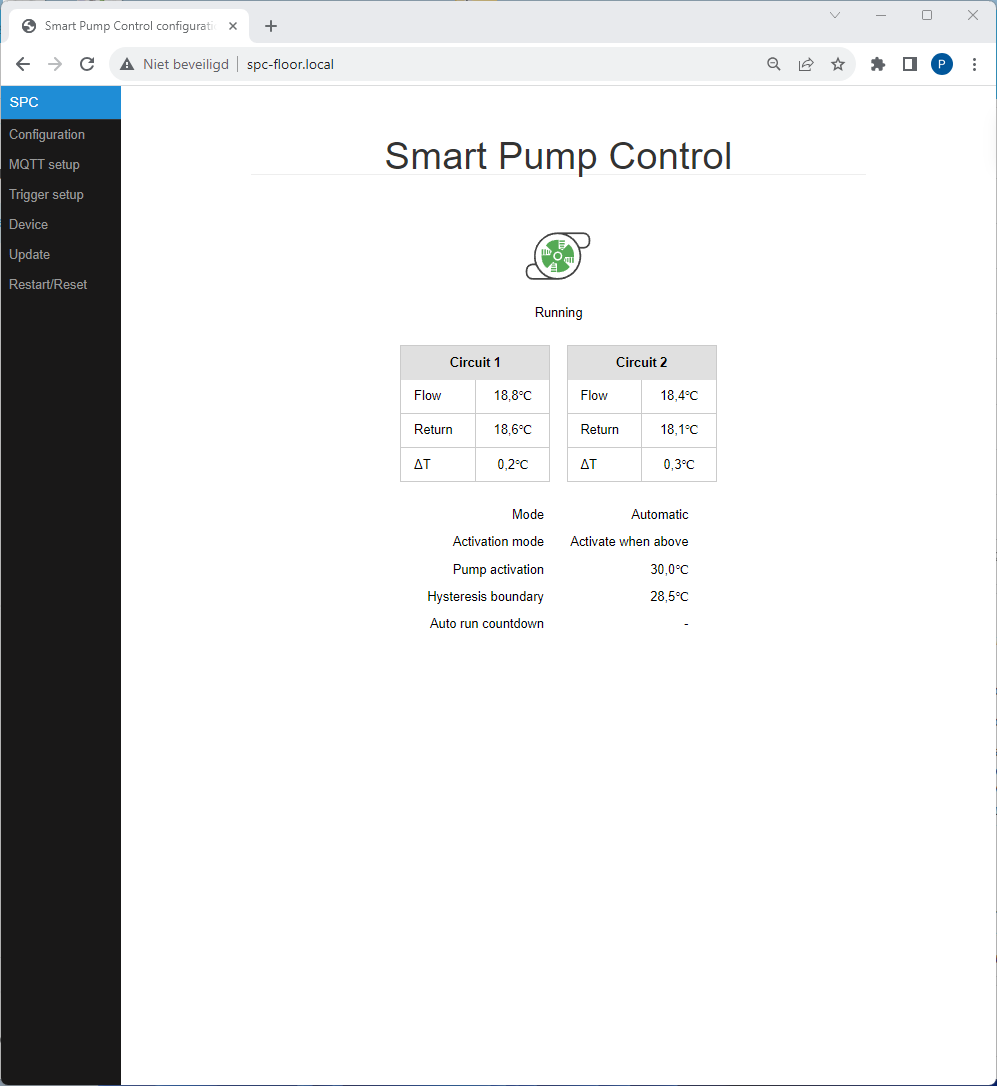 Smart Pump Control configurati
Niet beveiligd spc-floor.local
P
SPC
Configuration
MQTT setup
Trigger setup
Device
Update
Restart/Reset
Smart Pump Control
Running
Circuit 1
Flow 18,8°C
Return 18,6°C
ΔT 0,2°C
Circuit 2
Flow 18,4°C
Return 18,1°C
ΔT 0,3°C
Mode Automatic
Activation mode Activate when above
Pump activation 30,0°C
Hysteresis boundary 28,5°C
Auto run countdown -